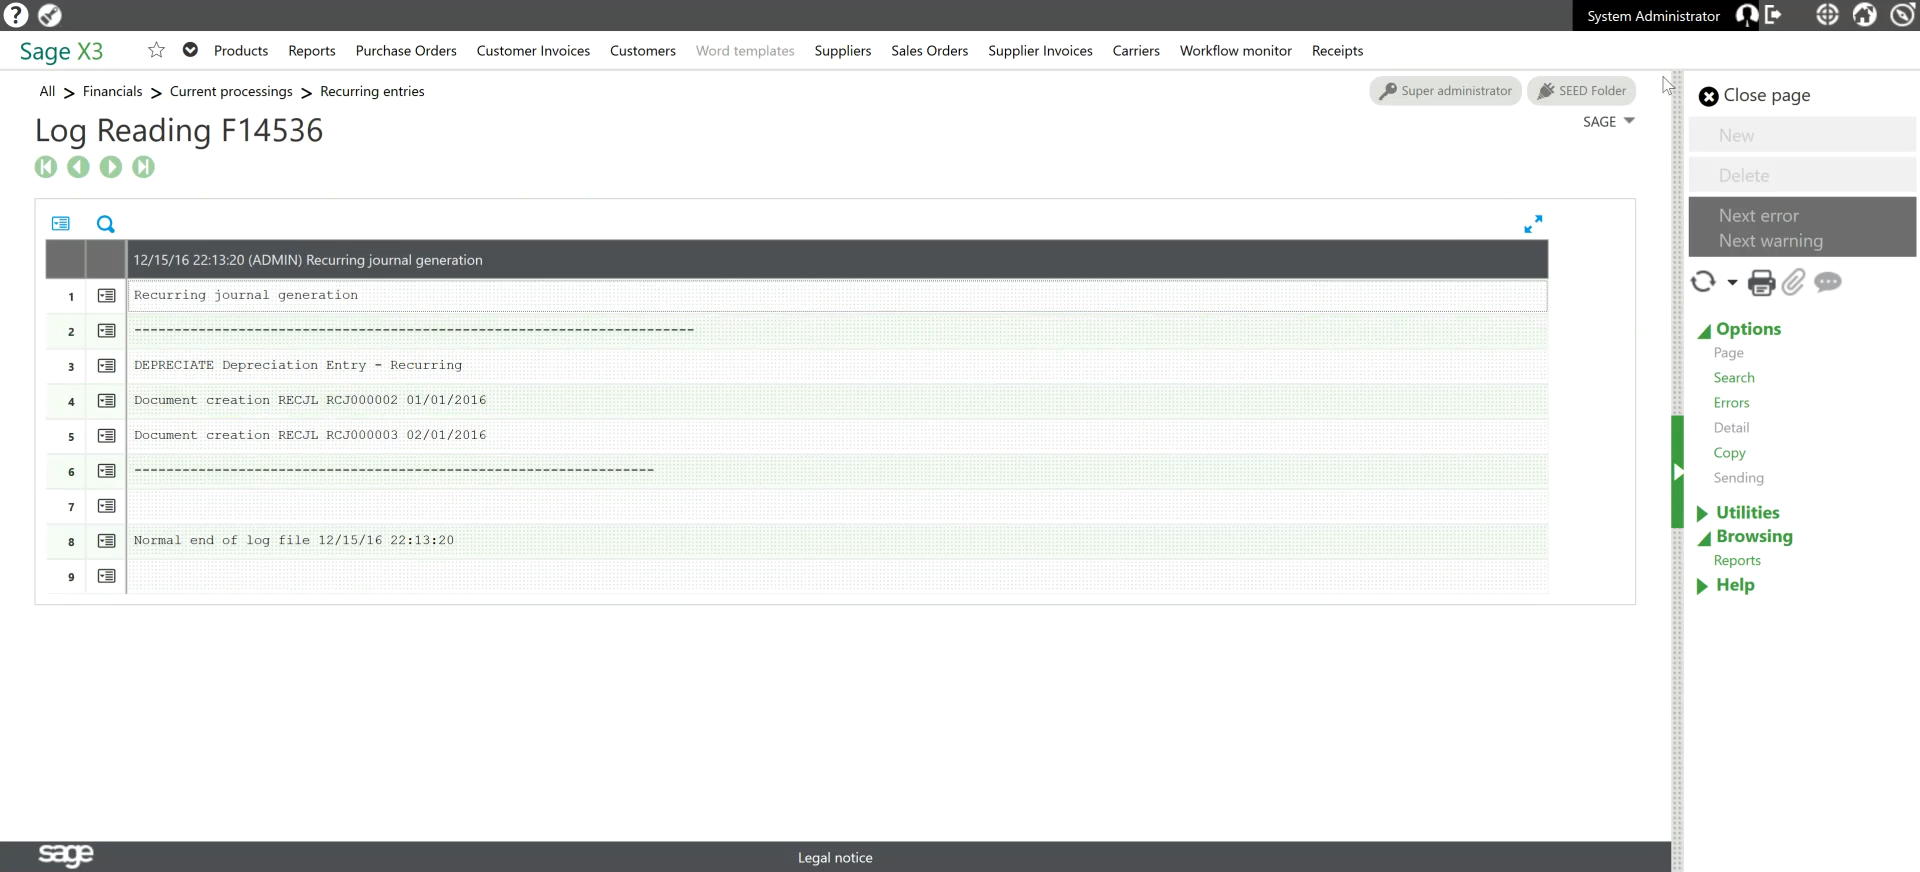 System Administrator
Sage X3
Products Reports Purchase Orders Customer Invoices Customers Word templates Suppliers Sales Orders Supplier Invoices Carriers Workflow monitor Receipts
All > Financials > Current processings > Recurring entries
Super administrator
SEED Folder
Log Reading F14536
SAGE
12/15/16 22:13:20 (ADMIN) Recurring journal generation
1 Recurring journal generation
2 ----------------------------------------------------------------------
3 DEPRECIATE Depreciation Entry - Recurring
4 Document creation RECJL RCJ000002 01/01/2016
5 Document creation RECJL RCJ000003 02/01/2016
6 -----------------------------------------------------------------
7
8 Normal end of log file 12/15/16 22:13:20
9
Close page
New
Delete
Next error
Next warning
Options
Page
Search
Errors
Detail
Copy
Sending
Utilities
Browsing
Reports
Help
sage
Legal notice